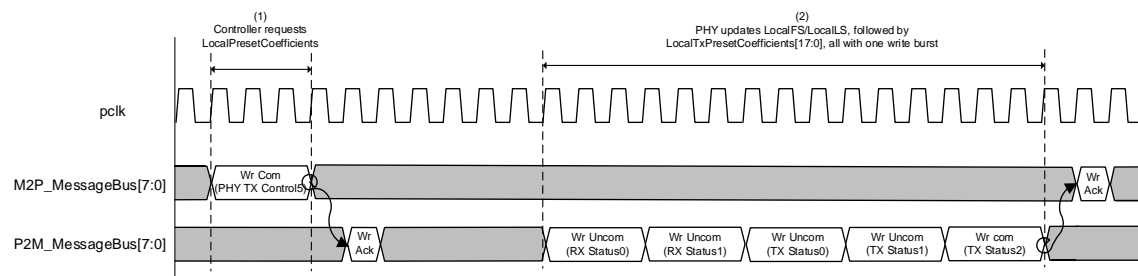 (1)
Controller requests
LocalPresetCoefficients
(2)
PHY updates LocalFS/LocalLS, followed by
LocalTxPresetCoefficients[17:0], all with one write burst
pclk
M2P_MessageBus[7:0]
Wr Com
(PHY TX Control5)
Wr
Ack
P2M_MessageBus[7:0]
Wr
Ack
Wr Uncom
(RX Status0)
Wr Uncom
(RX Status1)
Wr Uncom
(TX Status0)
Wr Uncom
(TX Status1)
Wr com
(TX Status2)